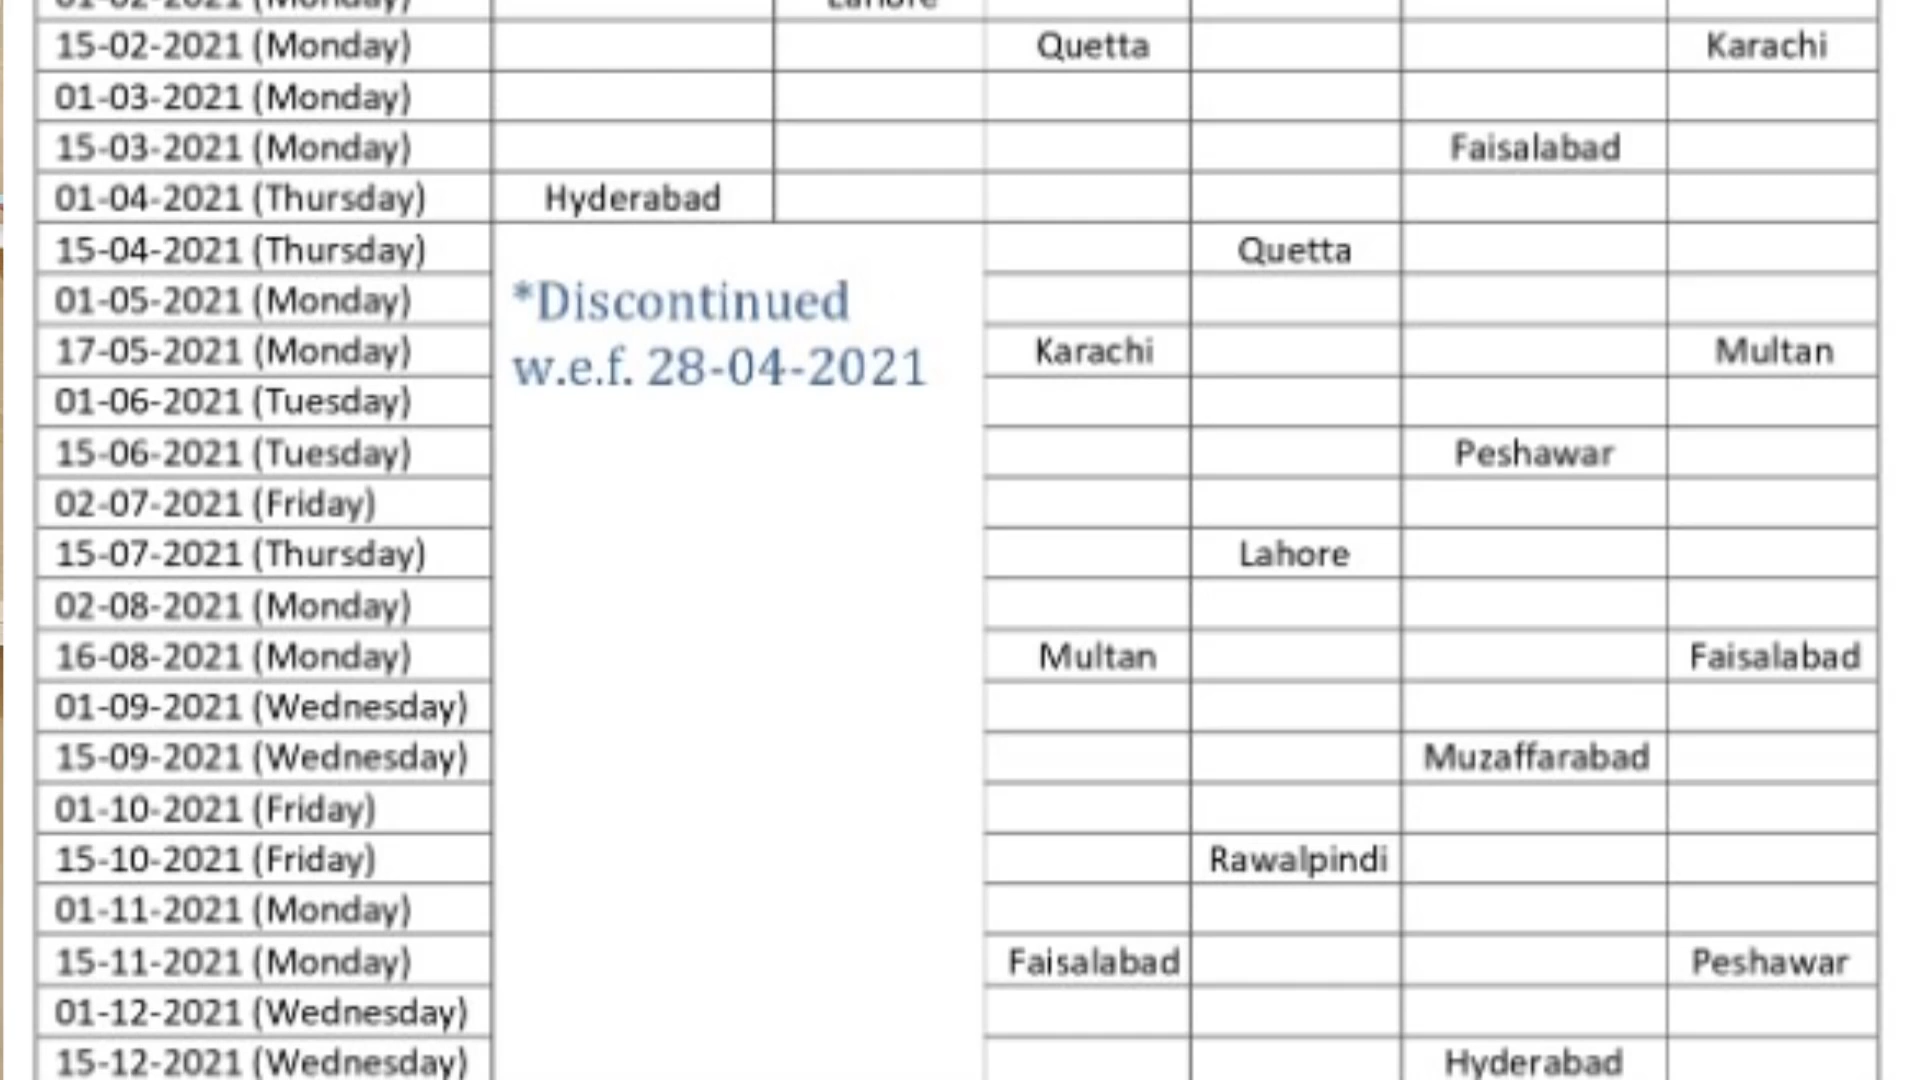 01-02-2021 (Monday) Lahore
15-02-2021 (Monday) Quetta Karachi
01-03-2021 (Monday)
15-03-2021 (Monday) Faisalabad
01-04-2021 (Thursday) Hyderabad
15-04-2021 (Thursday) Quetta
*Discontinued
01-05-2021 (Monday)
w.e.f. 28-04-2021
17-05-2021 (Monday) Karachi Multan
01-06-2021 (Tuesday)
15-06-2021 (Tuesday) Peshawar
02-07-2021 (Friday)
15-07-2021 (Thursday) Lahore
02-08-2021 (Monday)
16-08-2021 (Monday) Multan Faisalabad
01-09-2021 (Wednesday)
15-09-2021 (Wednesday) Muzaffarabad
01-10-2021 (Friday)
15-10-2021 (Friday) Rawalpindi
01-11-2021 (Monday)
15-11-2021 (Monday) Faisalabad Peshawar
01-12-2021 (Wednesday)
15-12-2021 (Wednesday) Hyderabad